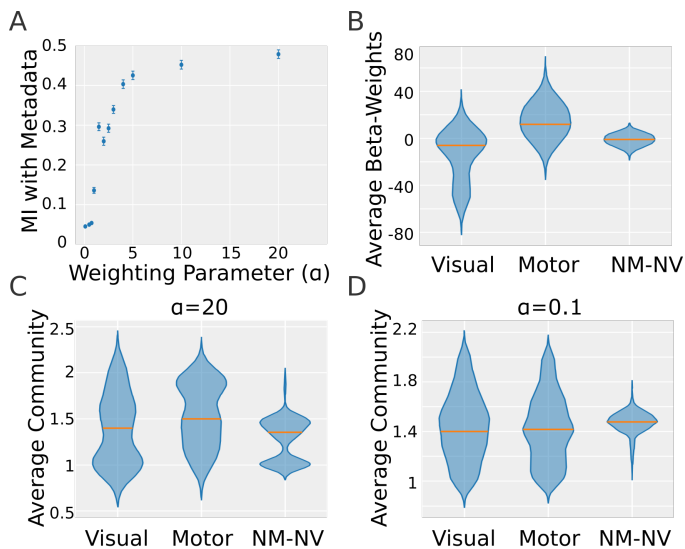 A
MI with Metadata
0.5
0.4
0.3
0.2
0.1
0
0
5
10
15
20
Weighting Parameter (ɑ)
B
Average Beta-Weights
80
40
0
-40
-80
Visual
Motor
NM-NV
C
ɑ=20
Average Community
2.5
2
1.5
1
0.5
Visual
Motor
NM-NV
D
ɑ=0.1
Average Community
2.2
1.8
1.4
1
Visual
Motor
NM-NV